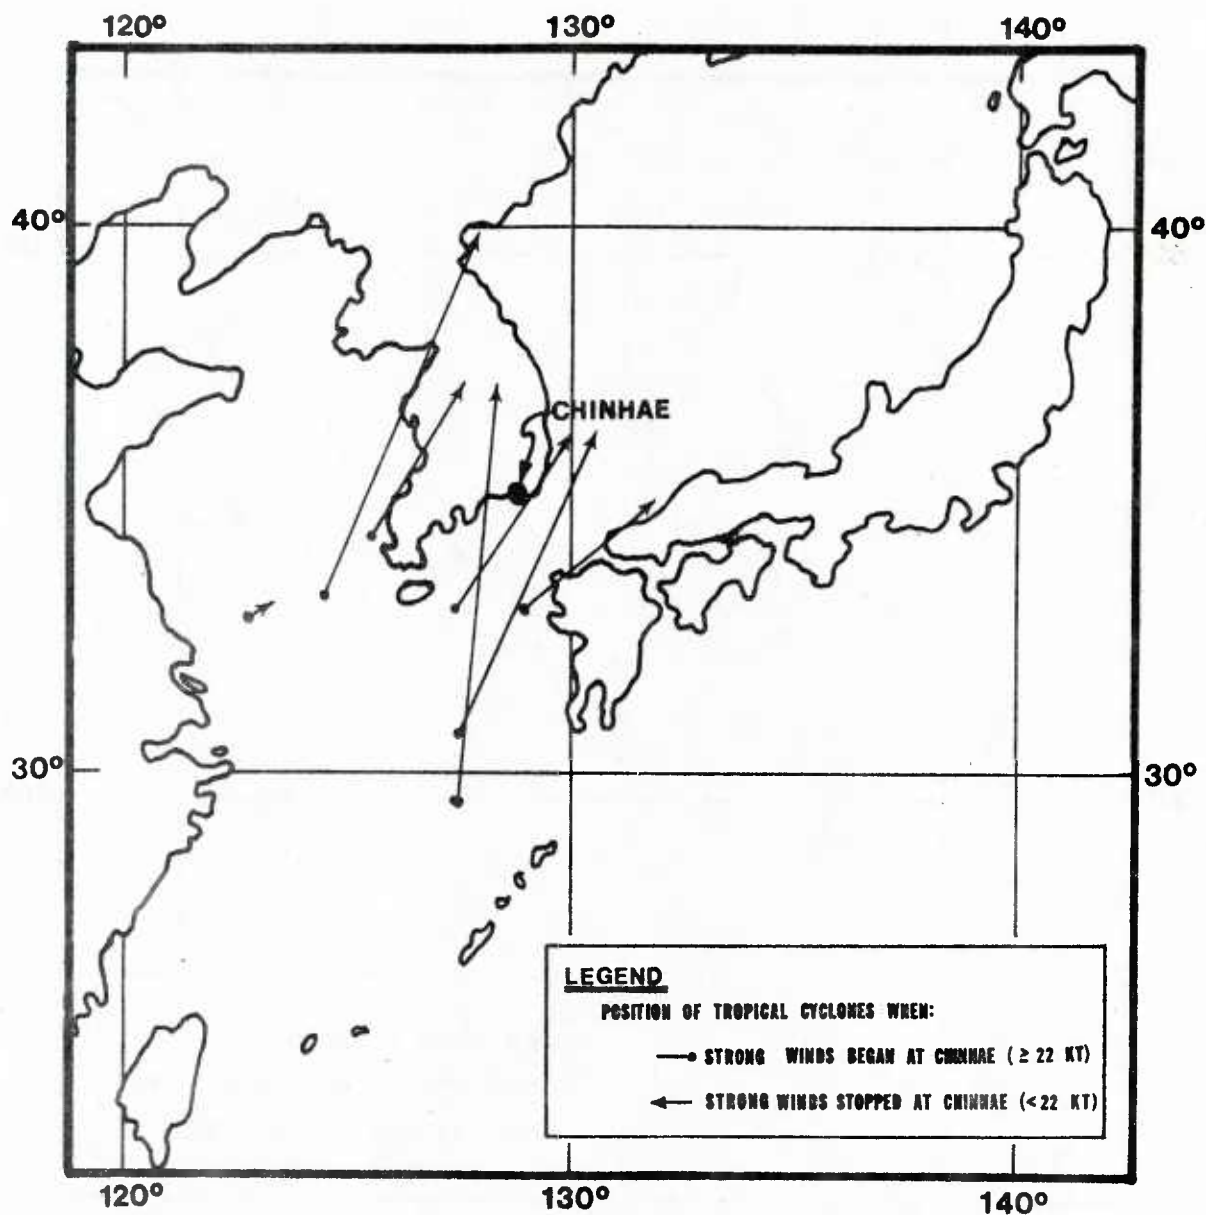 120° 130° 140°
40° 40°
CHINHAE
30° 30°
LEGEND
POSITION OF TROPICAL CYCLONES WHEN:
STRONG WINDS BEGAN AT CHINHAE (≥ 22 KT)
STRONG WINDS STOPPED AT CHINHAE (<22 KT)
120° 130° 140°